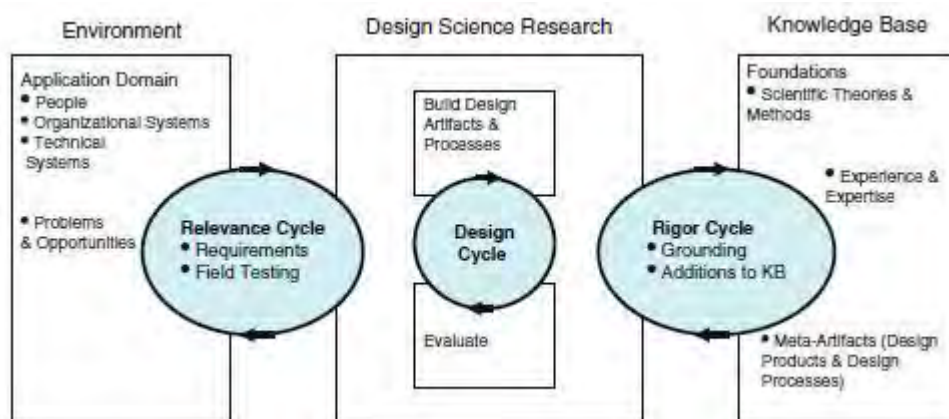 Environment
Design Science Research
Knowledge Base
Application Domain
• People
• Organizational Systems
• Technical
Systems
• Problems
& Opportunities
Relevance Cycle
• Requirements
• Field Testing
Build Design
Artifacts &
Processes
Design
Cycle
Evaluate
Rigor Cycle
• Grounding
• Additions to KB
Foundations
• Scientific Theories &
Methods
• Experience &
Expertise
• Meta-Artifacts (Design
Products & Design
Processes)